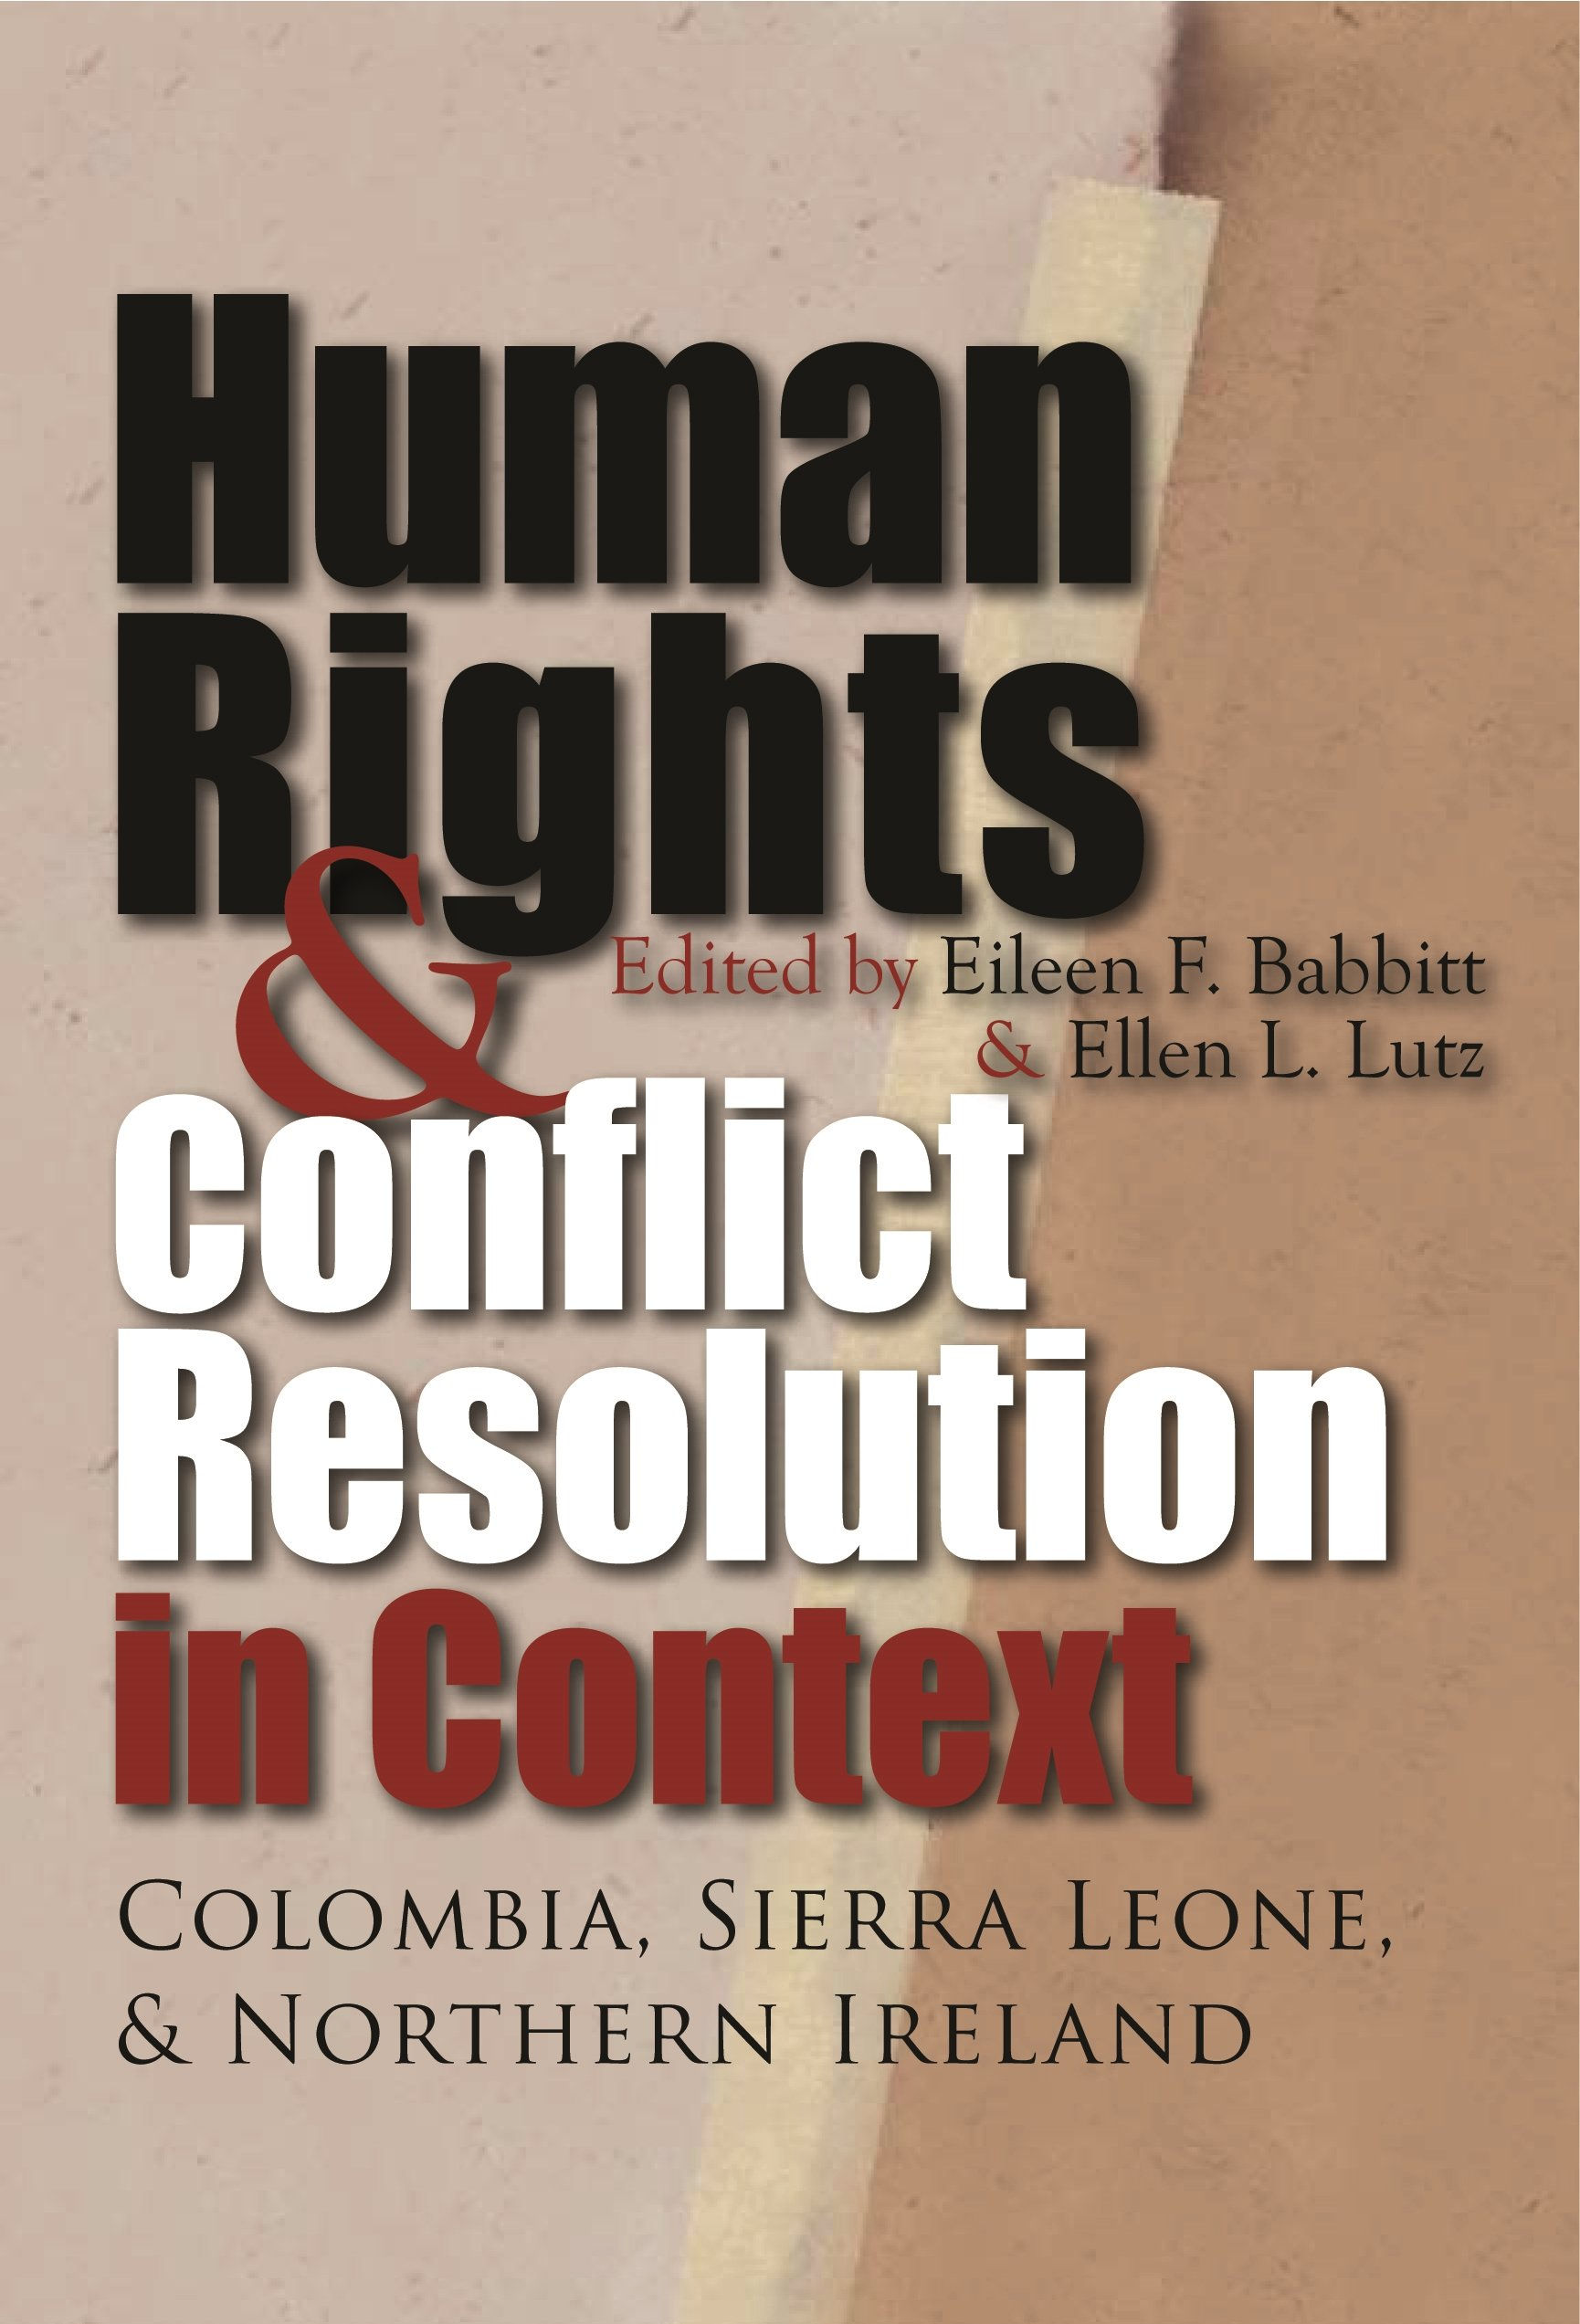 Human
Rights
&
Edited by Eileen F. Babbitt
& Ellen L. Lutz
Conflict
Resolution
in Context
Colombia, Sierra Leone,
& Northern Ireland